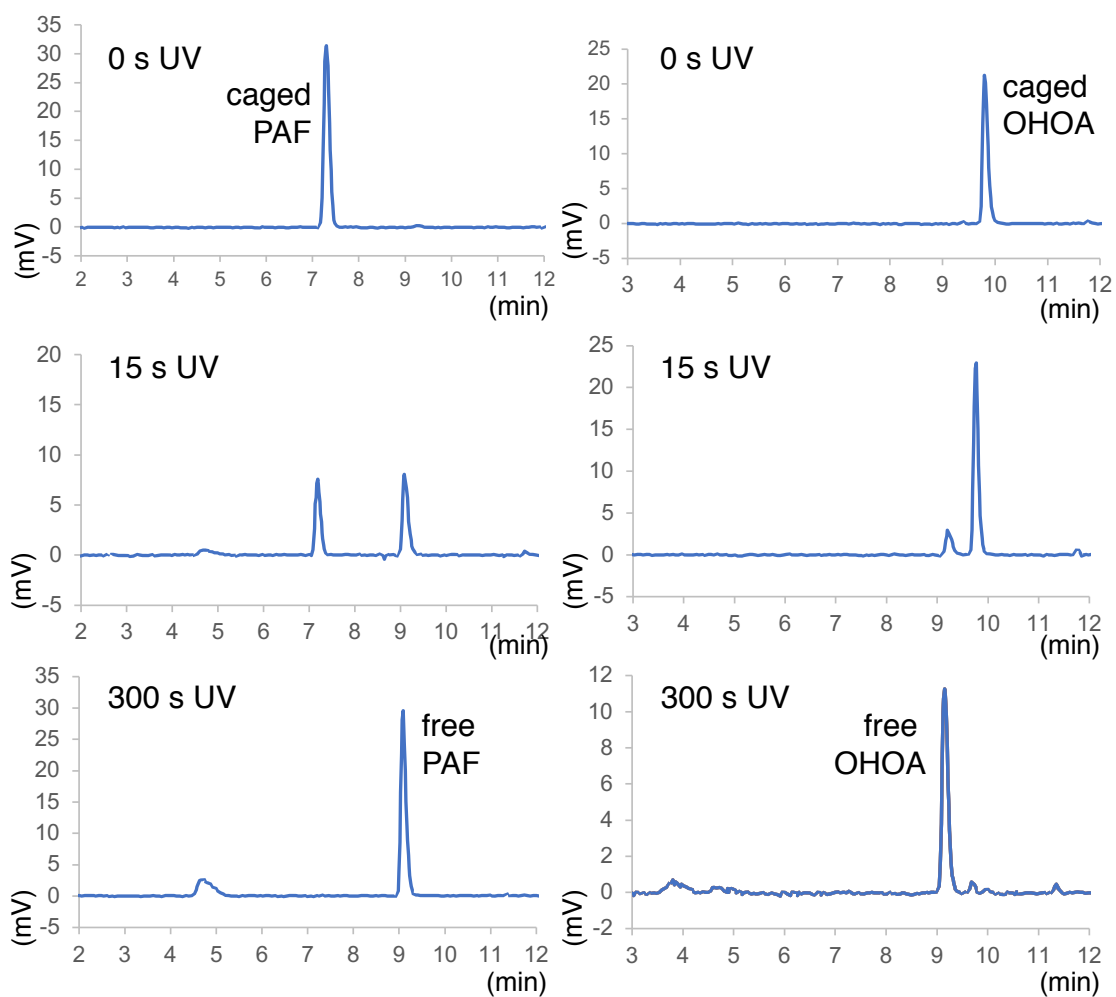 0 s UV
caged
PAF
35
30
25
20
15
10
5
0
-5
(mV)
2 3 4 5 6 7 8 9 10 11 12
(min)
0 s UV
caged
OHOA
25
20
15
10
5
0
-5
(mV)
3 4 5 6 7 8 9 10 11 12
(min)
15 s UV
20
15
10
5
0
-5
(mV)
2 3 4 5 6 7 8 9 10 11 12
(min)
15 s UV
25
20
15
10
5
0
-5
(mV)
3 4 5 6 7 8 9 10 11 12
(min)
300 s UV
free
PAF
35
30
25
20
15
10
5
0
-5
(mV)
2 3 4 5 6 7 8 9 10 11 12
(min)
300 s UV
free
OHOA
12
10
8
6
4
2
0
-2
(mV)
3 4 5 6 7 8 9 10 11 12
(min)